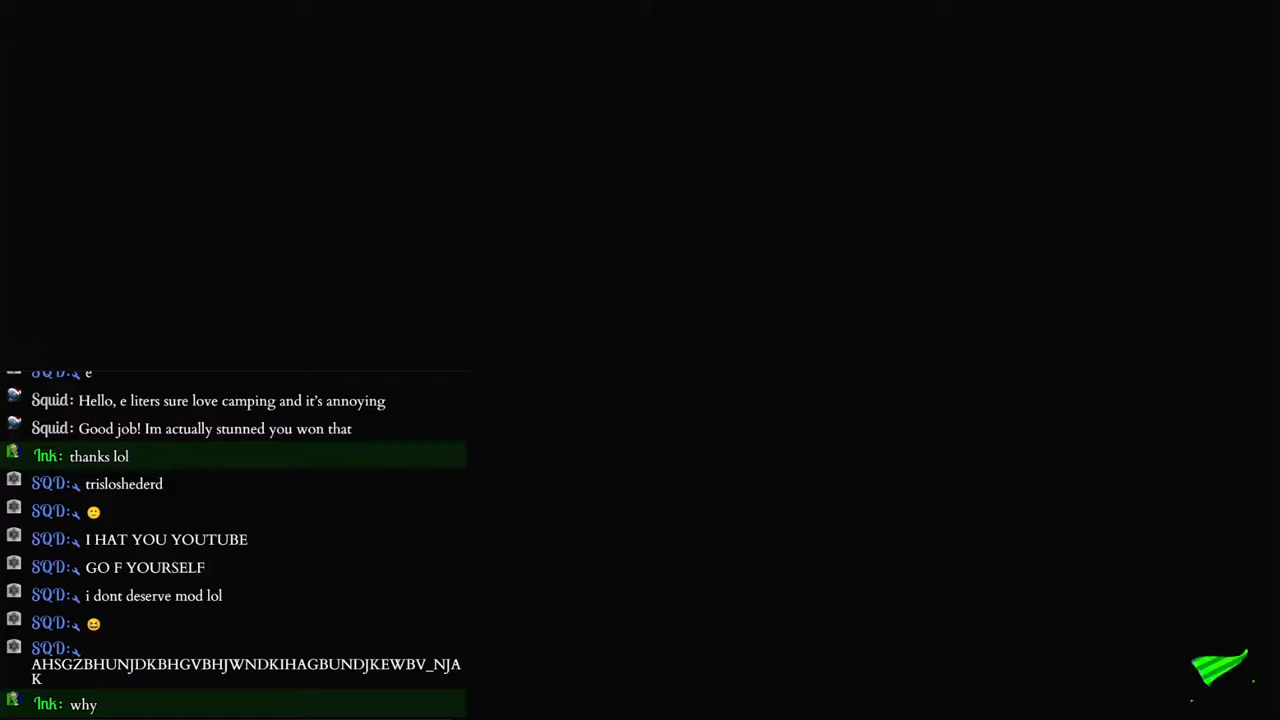 SQD: e
Squid: Hello, e liters sure love camping and it's annoying
Squid: Good job! Im actually stunned you won that
Ink: thanks lol
SQD: trisloshederd
SQD: 🙂
SQD: I HAT YOU YOUTUBE
SQD: GO F YOURSELF
SQD: i dont deserve mod lol
SQD: 😆
SQD:
AHSGZBHUNJDKBHGVBHJWNDKIHAGBUNDJKEWBV_NJA
K
Ink: why